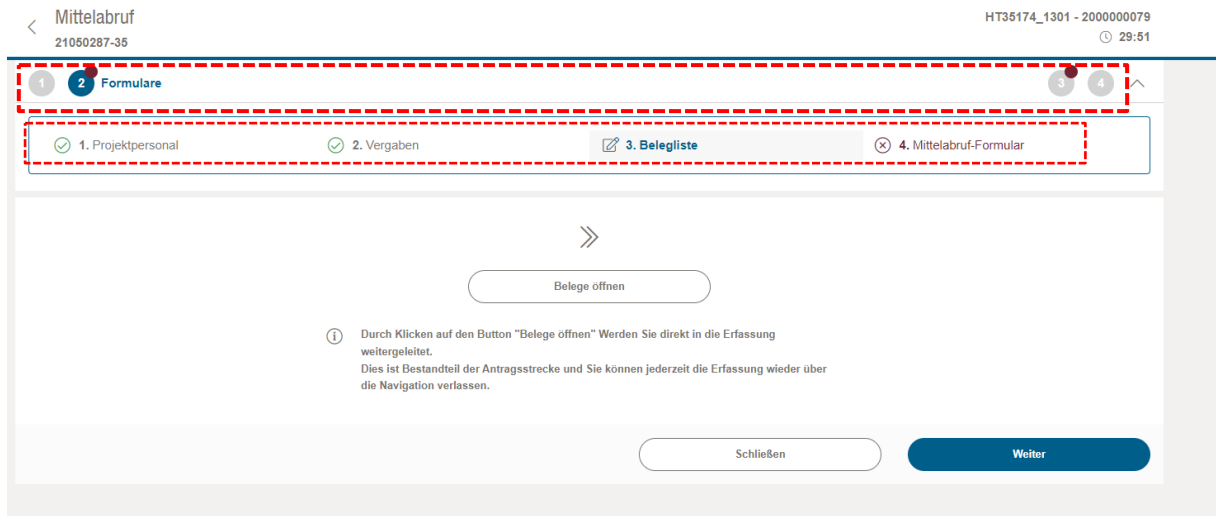 Mittelabruf
HT35174_1301 - 2000000079
21050287-35
29:51
1 2 Formulare 3 4
1. Projektpersonal 2. Vergaben 3. Belegliste 4. Mittelabruf-Formular
Belege öffnen
Durch Klicken auf den Button "Belege öffnen" Werden Sie direkt in die Erfassung
weitergeleitet.
Dies ist Bestandteil der Antragsstrecke und Sie können jederzeit die Erfassung wieder über
die Navigation verlassen.
Schließen Weiter